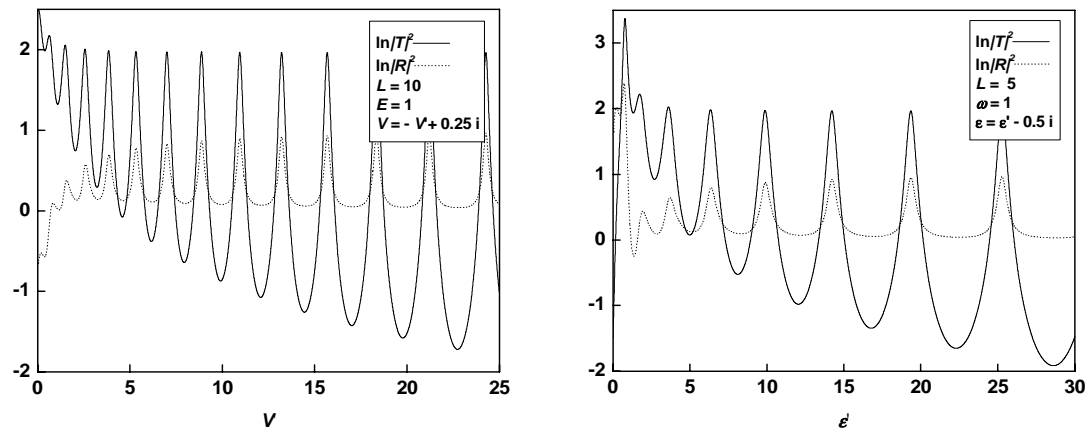 ln|T|²
ln|R|²
L = 10
E = 1
V = - V' + 0.25 i
2
1
0
-1
-2
0 5 10 15 20 25
V'
ln|T|²
ln|R|²
L = 5
ω = 1
ε = ε' - 0.5 i
3
2
1
0
-1
-2
0 5 10 15 20 25 30
ε'